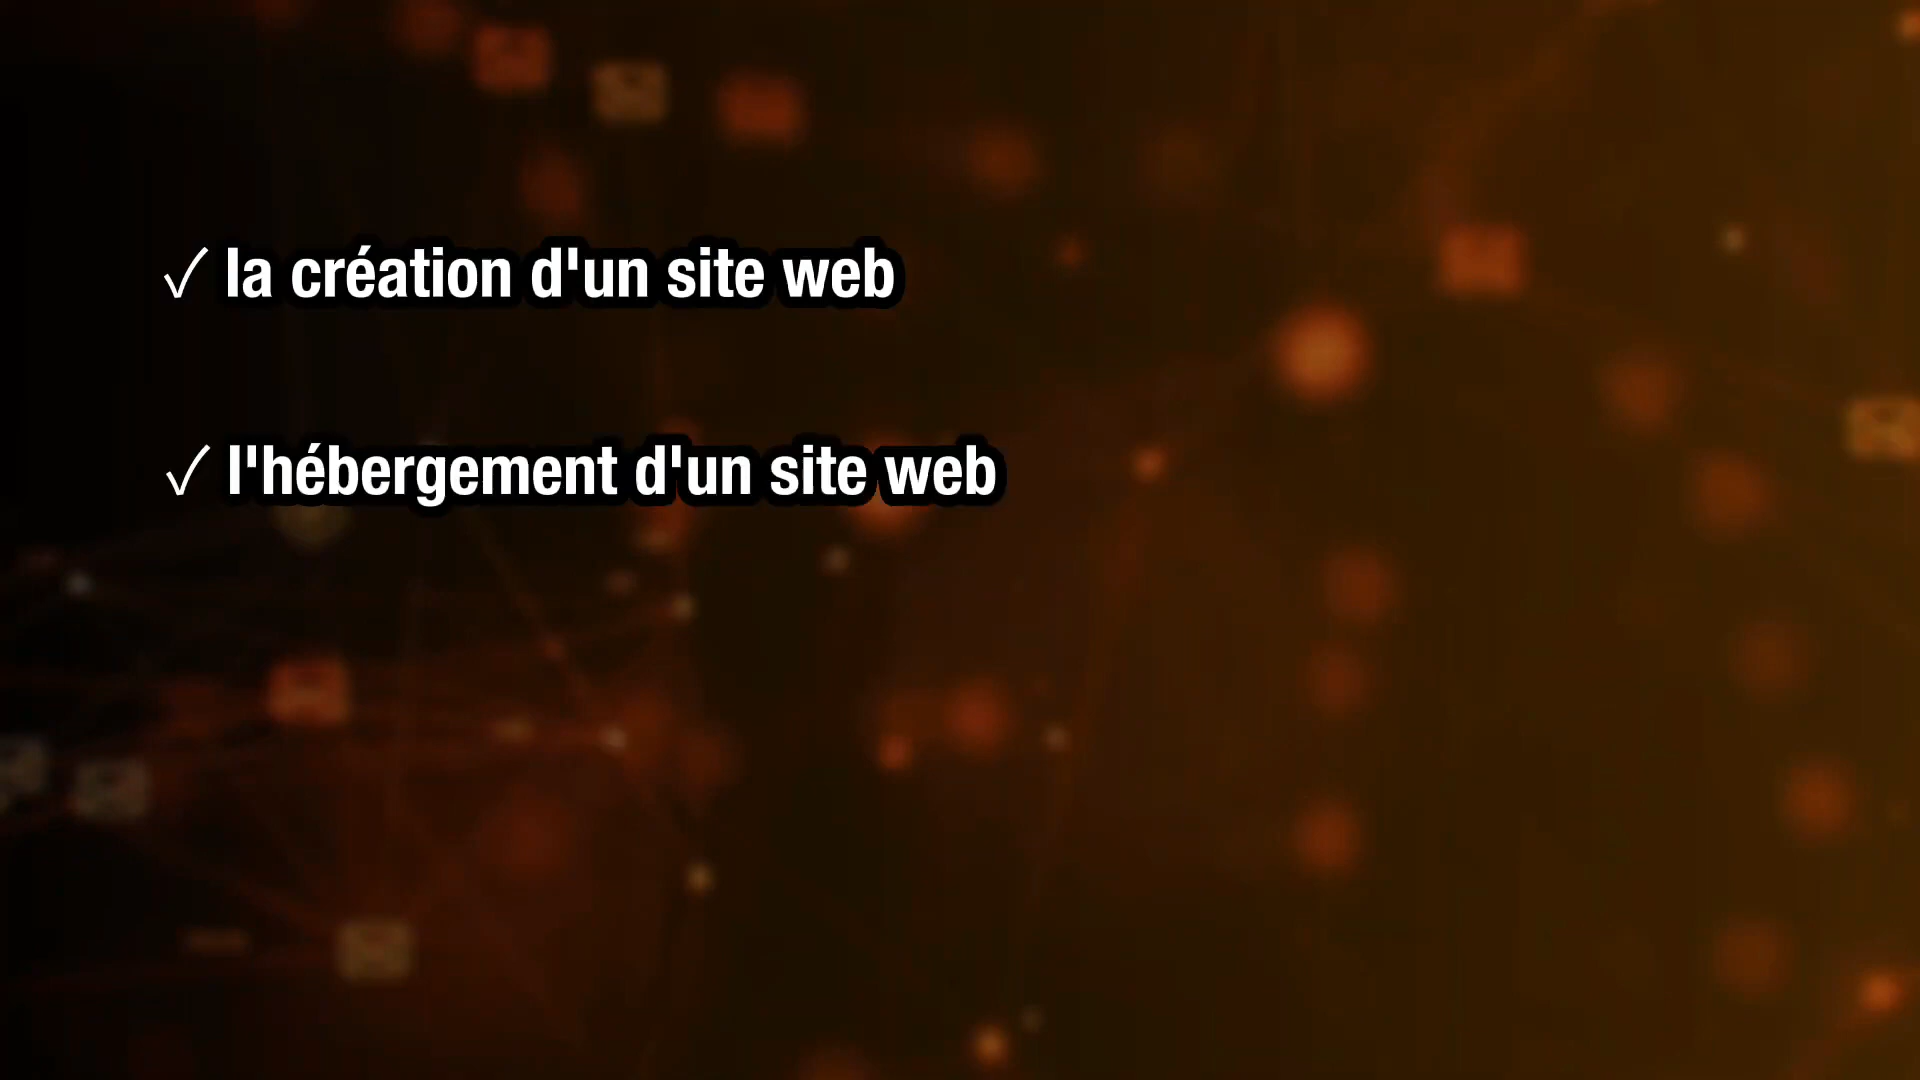 ✓ la création d'un site web
✓ l'hébergement d'un site web